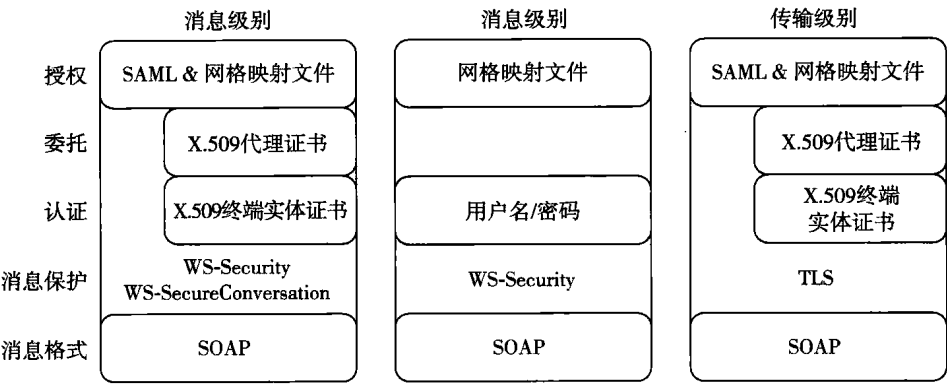 消息级别 消息级别 传输级别
授权 SAML & 网格映射文件 网格映射文件 SAML & 网格映射文件
委托 X.509代理证书 X.509代理证书
认证 X.509终端实体证书 用户名/密码 X.509终端
实体证书
消息保护 WS-Security
WS-SecureConversation WS-Security TLS
消息格式 SOAP SOAP SOAP